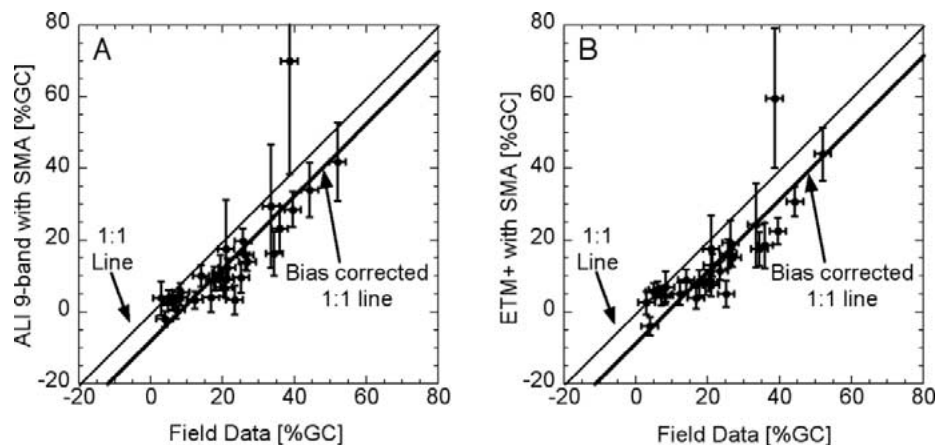 A
ALI 9-band with SMA [%GC]
80
60
40
20
0
-20
1:1
Line
Bias corrected
1:1 line
-20 0 20 40 60 80
Field Data [%GC]
B
ETM+ with SMA [%GC]
80
60
40
20
0
-20
1:1
Line
Bias corrected
1:1 line
-20 0 20 40 60 80
Field Data [%GC]